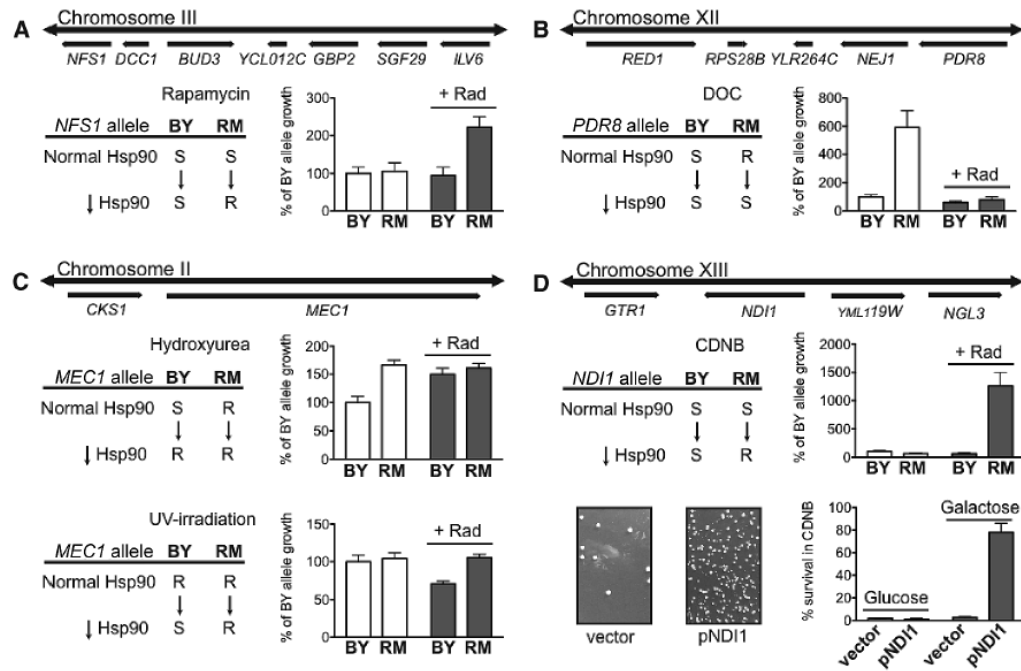 A
Chromosome III
NFS1 DCC1 BUD3 YCL012C GBP2 SGF29 ILV6
Rapamycin
NFS1 allele BY RM
Normal Hsp90 S S
↓ Hsp90 S R
% of BY allele growth
300
200
100
0
+ Rad
BY RM BY RM
B
Chromosome XII
RED1 RPS28B YLR264C NEJ1 PDR8
DOC
PDR8 allele BY RM
Normal Hsp90 S R
↓ Hsp90 S S
% of BY allele growth
800
600
400
200
0
+ Rad
BY RM BY RM
C
Chromosome II
CKS1 MEC1
Hydroxyurea
MEC1 allele BY RM
Normal Hsp90 S R
↓ Hsp90 R R
% of BY allele growth
200
150
100
50
0
+ Rad
BY RM BY RM
UV-irradiation
MEC1 allele BY RM
Normal Hsp90 R R
↓ Hsp90 S R
% of BY allele growth
150
100
50
0
+ Rad
BY RM BY RM
D
Chromosome XIII
GTR1 NDI1 YML119W NGL3
CDNB
NDI1 allele BY RM
Normal Hsp90 S S
↓ Hsp90 S R
% of BY allele growth
2000
1500
1000
500
0
+ Rad
BY RM BY RM
vector pNDI1
% survival in CDNB
100
80
60
40
20
0
Galactose
Glucose
vector pNDI1 vector pNDI1